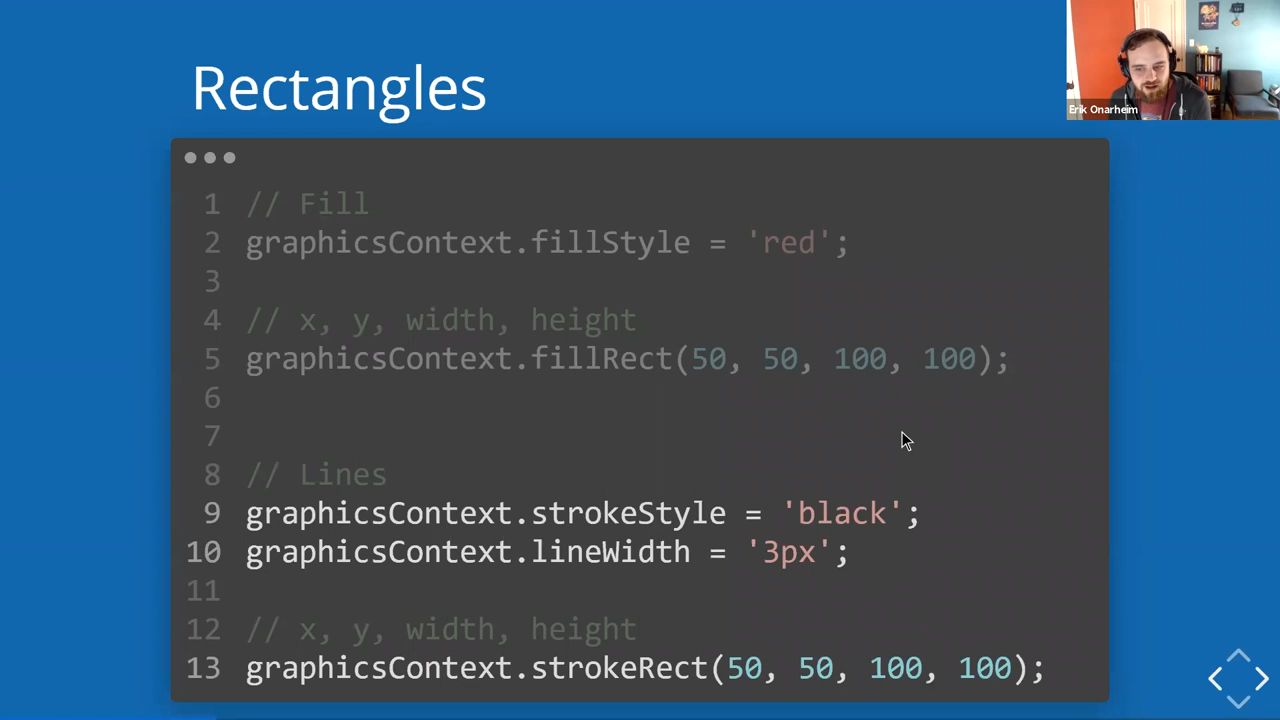 Rectangles
Erik Onarheim
1 // Fill
2 graphicsContext.fillStyle = 'red';
3
4 // x, y, width, height
5 graphicsContext.fillRect(50, 50, 100, 100);
6
7
8 // Lines
9 graphicsContext.strokeStyle = 'black';
10 graphicsContext.lineWidth = '3px';
11
12 // x, y, width, height
13 graphicsContext.strokeRect(50, 50, 100, 100);